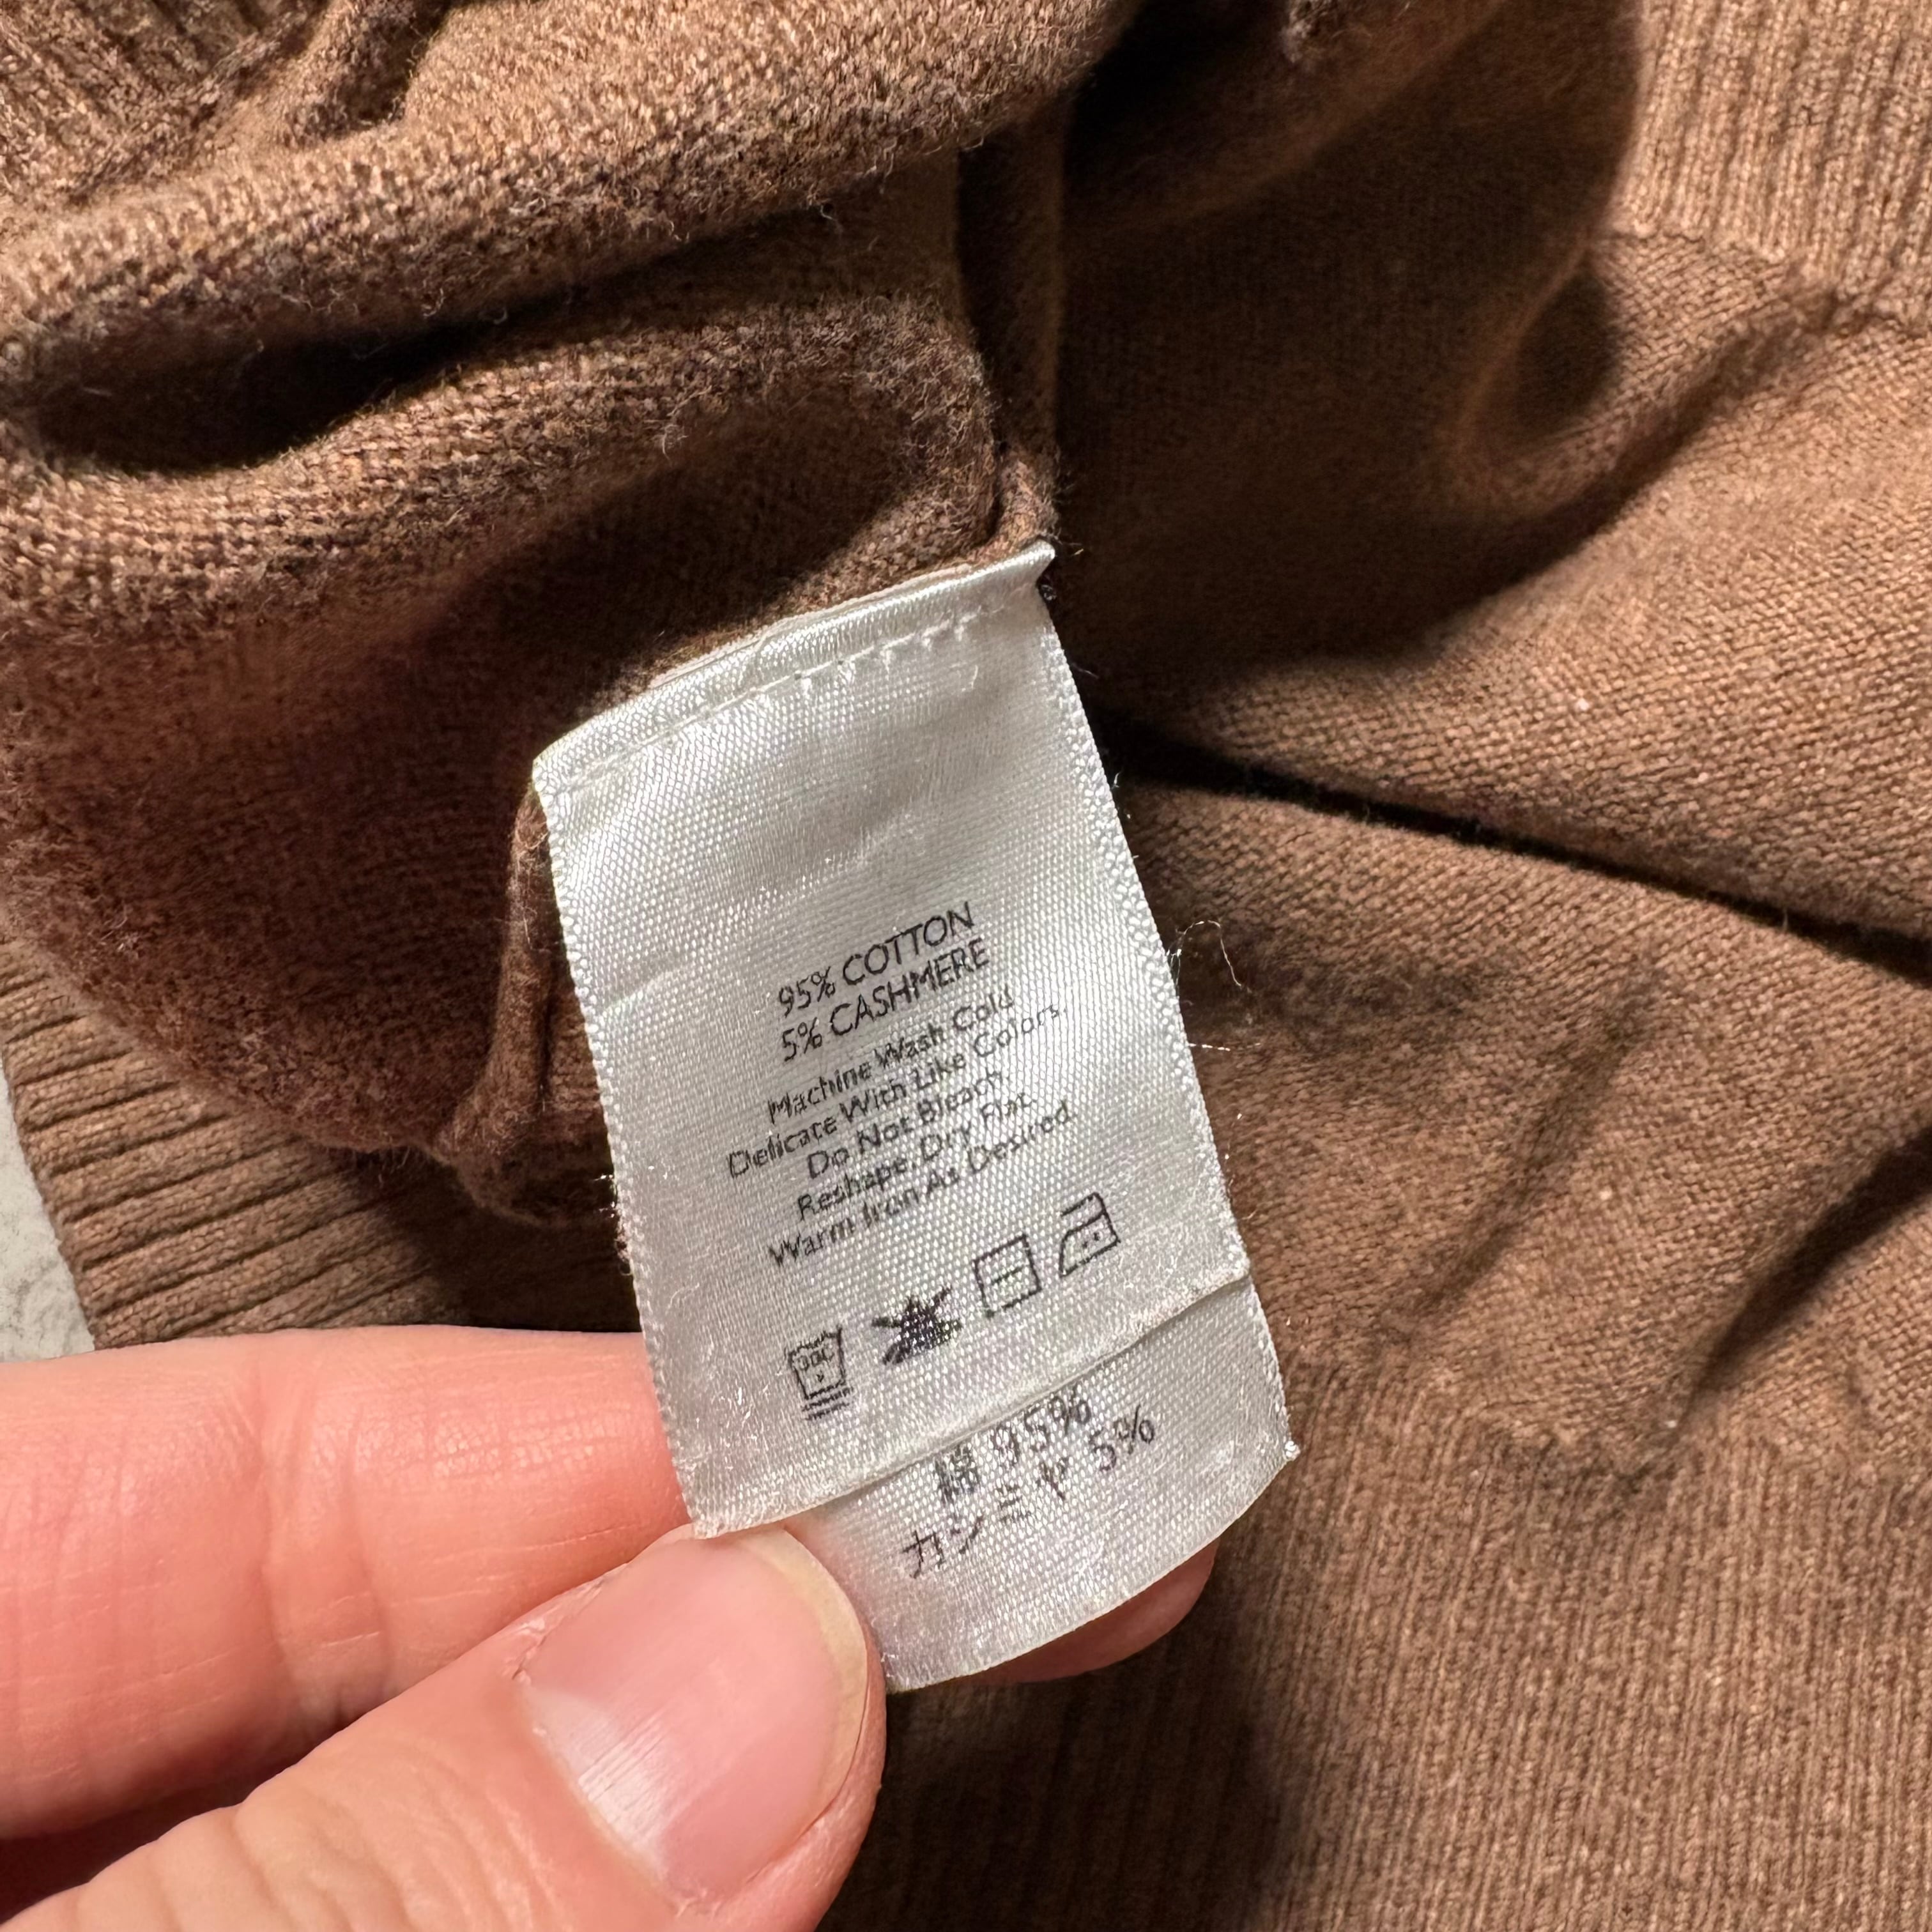 95% COTTON
5% CASHMERE
Machine Wash Cold
Delicate With Like Colors.
Do Not Bleach.
Reshape. Dry Flat.
Warm Iron As Desired.
綿 95%
カシミヤ 5%